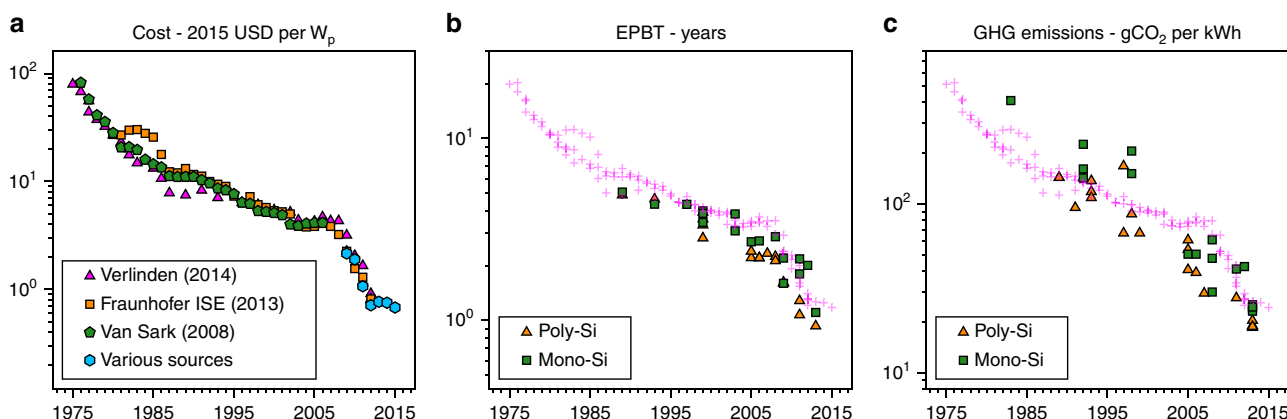 a
Cost - 2015 USD per Wp
10²
10¹
10⁰
Verlinden (2014)
Fraunhofer ISE (2013)
Van Sark (2008)
Various sources
1975 1985 1995 2005 2015
b
EPBT - years
10¹
10⁰
Poly-Si
Mono-Si
1975 1985 1995 2005 2015
c
GHG emissions - gCO₂ per kWh
10²
10¹
Poly-Si
Mono-Si
1975 1985 1995 2005 2015